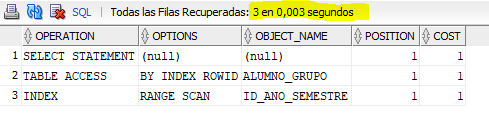 SQL | Todas las Filas Recuperadas: 3 en 0,003 segundos
OPERATION OPTIONS OBJECT_NAME POSITION COST
1 SELECT STATEMENT (null) (null) 1 1
2 TABLE ACCESS BY INDEX ROWID ALUMNO_GRUPO 1 1
3 INDEX RANGE SCAN ID_ANO_SEMESTRE 1 1